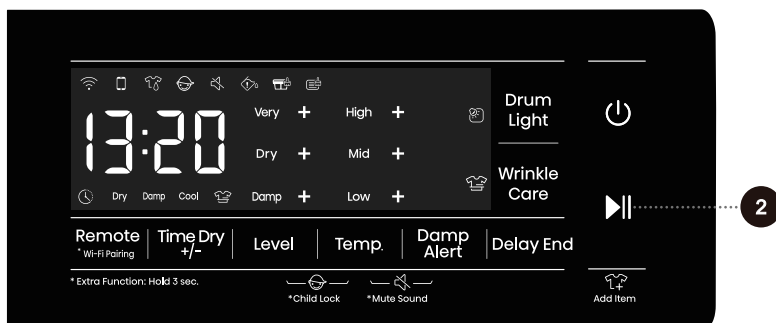 13:20
Very + High +
Dry + Mid +
Dry Damp Cool Damp + Low +
Drum
Light
Wrinkle
Care
2
Remote
* Wi-Fi Pairing
Time Dry
+/-
Level
Temp.
Damp
Alert
Delay End
* Extra Function: Hold 3 sec.
*Child Lock
*Mute Sound
Add Item